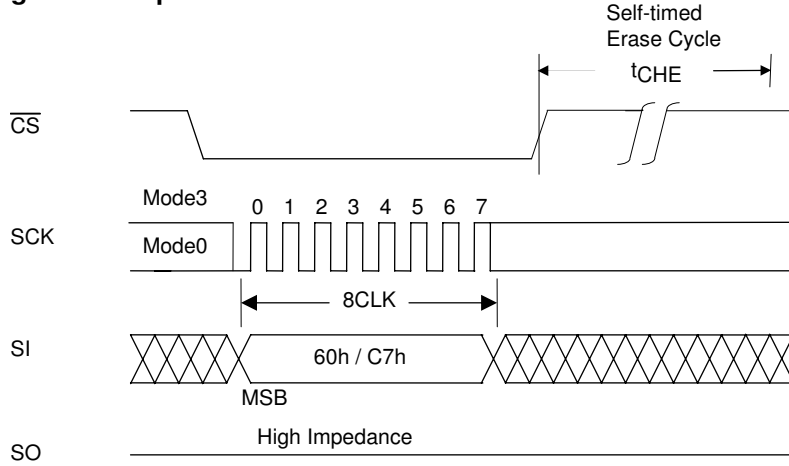 Self-timed
Erase Cycle
tCHE
CS
Mode3
0 1 2 3 4 5 6 7
SCK
Mode0
8CLK
SI
60h / C7h
MSB
High Impedance
SO